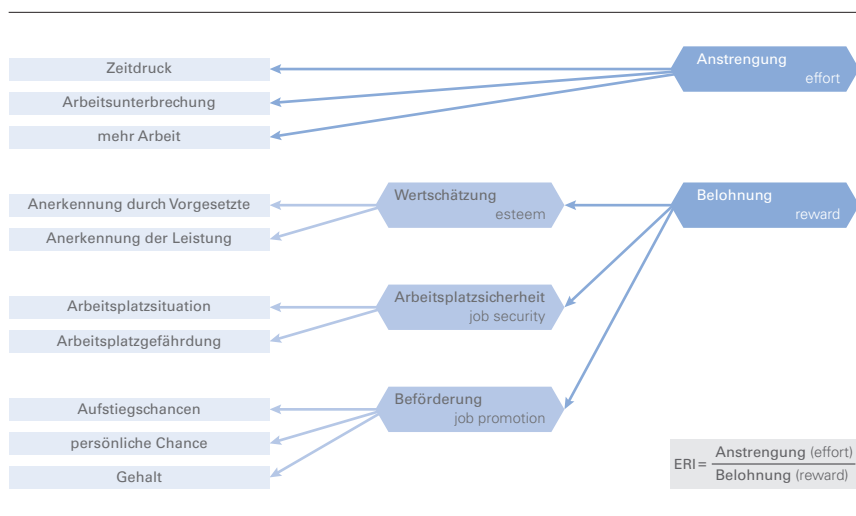 Zeitdruck
Arbeitsunterbrechung
mehr Arbeit
Anstrengung
effort
Anerkennung durch Vorgesetzte
Anerkennung der Leistung
Wertschätzung
esteem
Belohnung
reward
Arbeitsplatzsituation
Arbeitsplatzgefährdung
Arbeitsplatzsicherheit
job security
Aufstiegschancen
persönliche Chance
Gehalt
Beförderung
job promotion
ERI =
Anstrengung (effort)
Belohnung (reward)